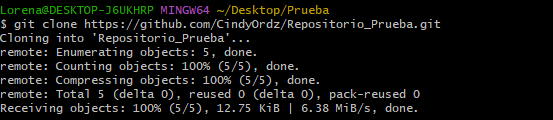 Lorena@DESKTOP-J6UKHRP MINGW64 ~/Desktop/Prueba
$ git clone https://github.com/CindyOrdz/Repositorio_Prueba.git
Cloning into 'Repositorio_Prueba'...
remote: Enumerating objects: 5, done.
remote: Counting objects: 100% (5/5), done.
remote: Compressing objects: 100% (5/5), done.
remote: Total 5 (delta 0), reused 0 (delta 0), pack-reused 0
Receiving objects: 100% (5/5), 12.75 KiB | 6.38 MiB/s, done.